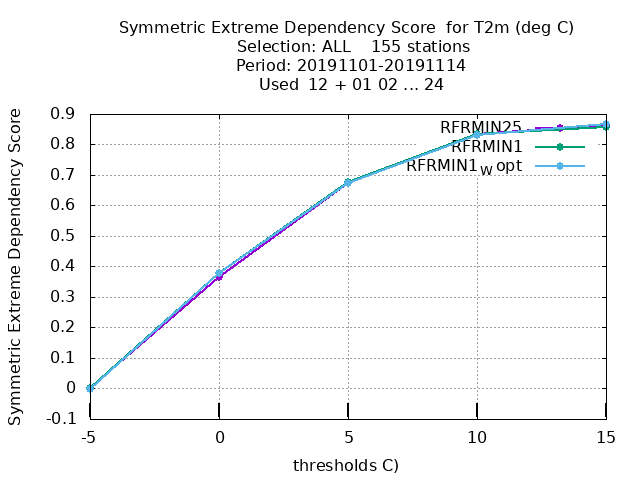 Symmetric Extreme Dependency Score for T2m (deg C)
Selection: ALL 155 stations
Period: 20191101-20191114
Used 12 + 01 02 ... 24
Symmetric Extreme Dependency Score
0.9
0.8
0.7
0.6
0.5
0.4
0.3
0.2
0.1
0
-0.1
RFRMIN25
RFRMIN1
RFRMIN1W opt
-5 0 5 10 15
thresholds C)